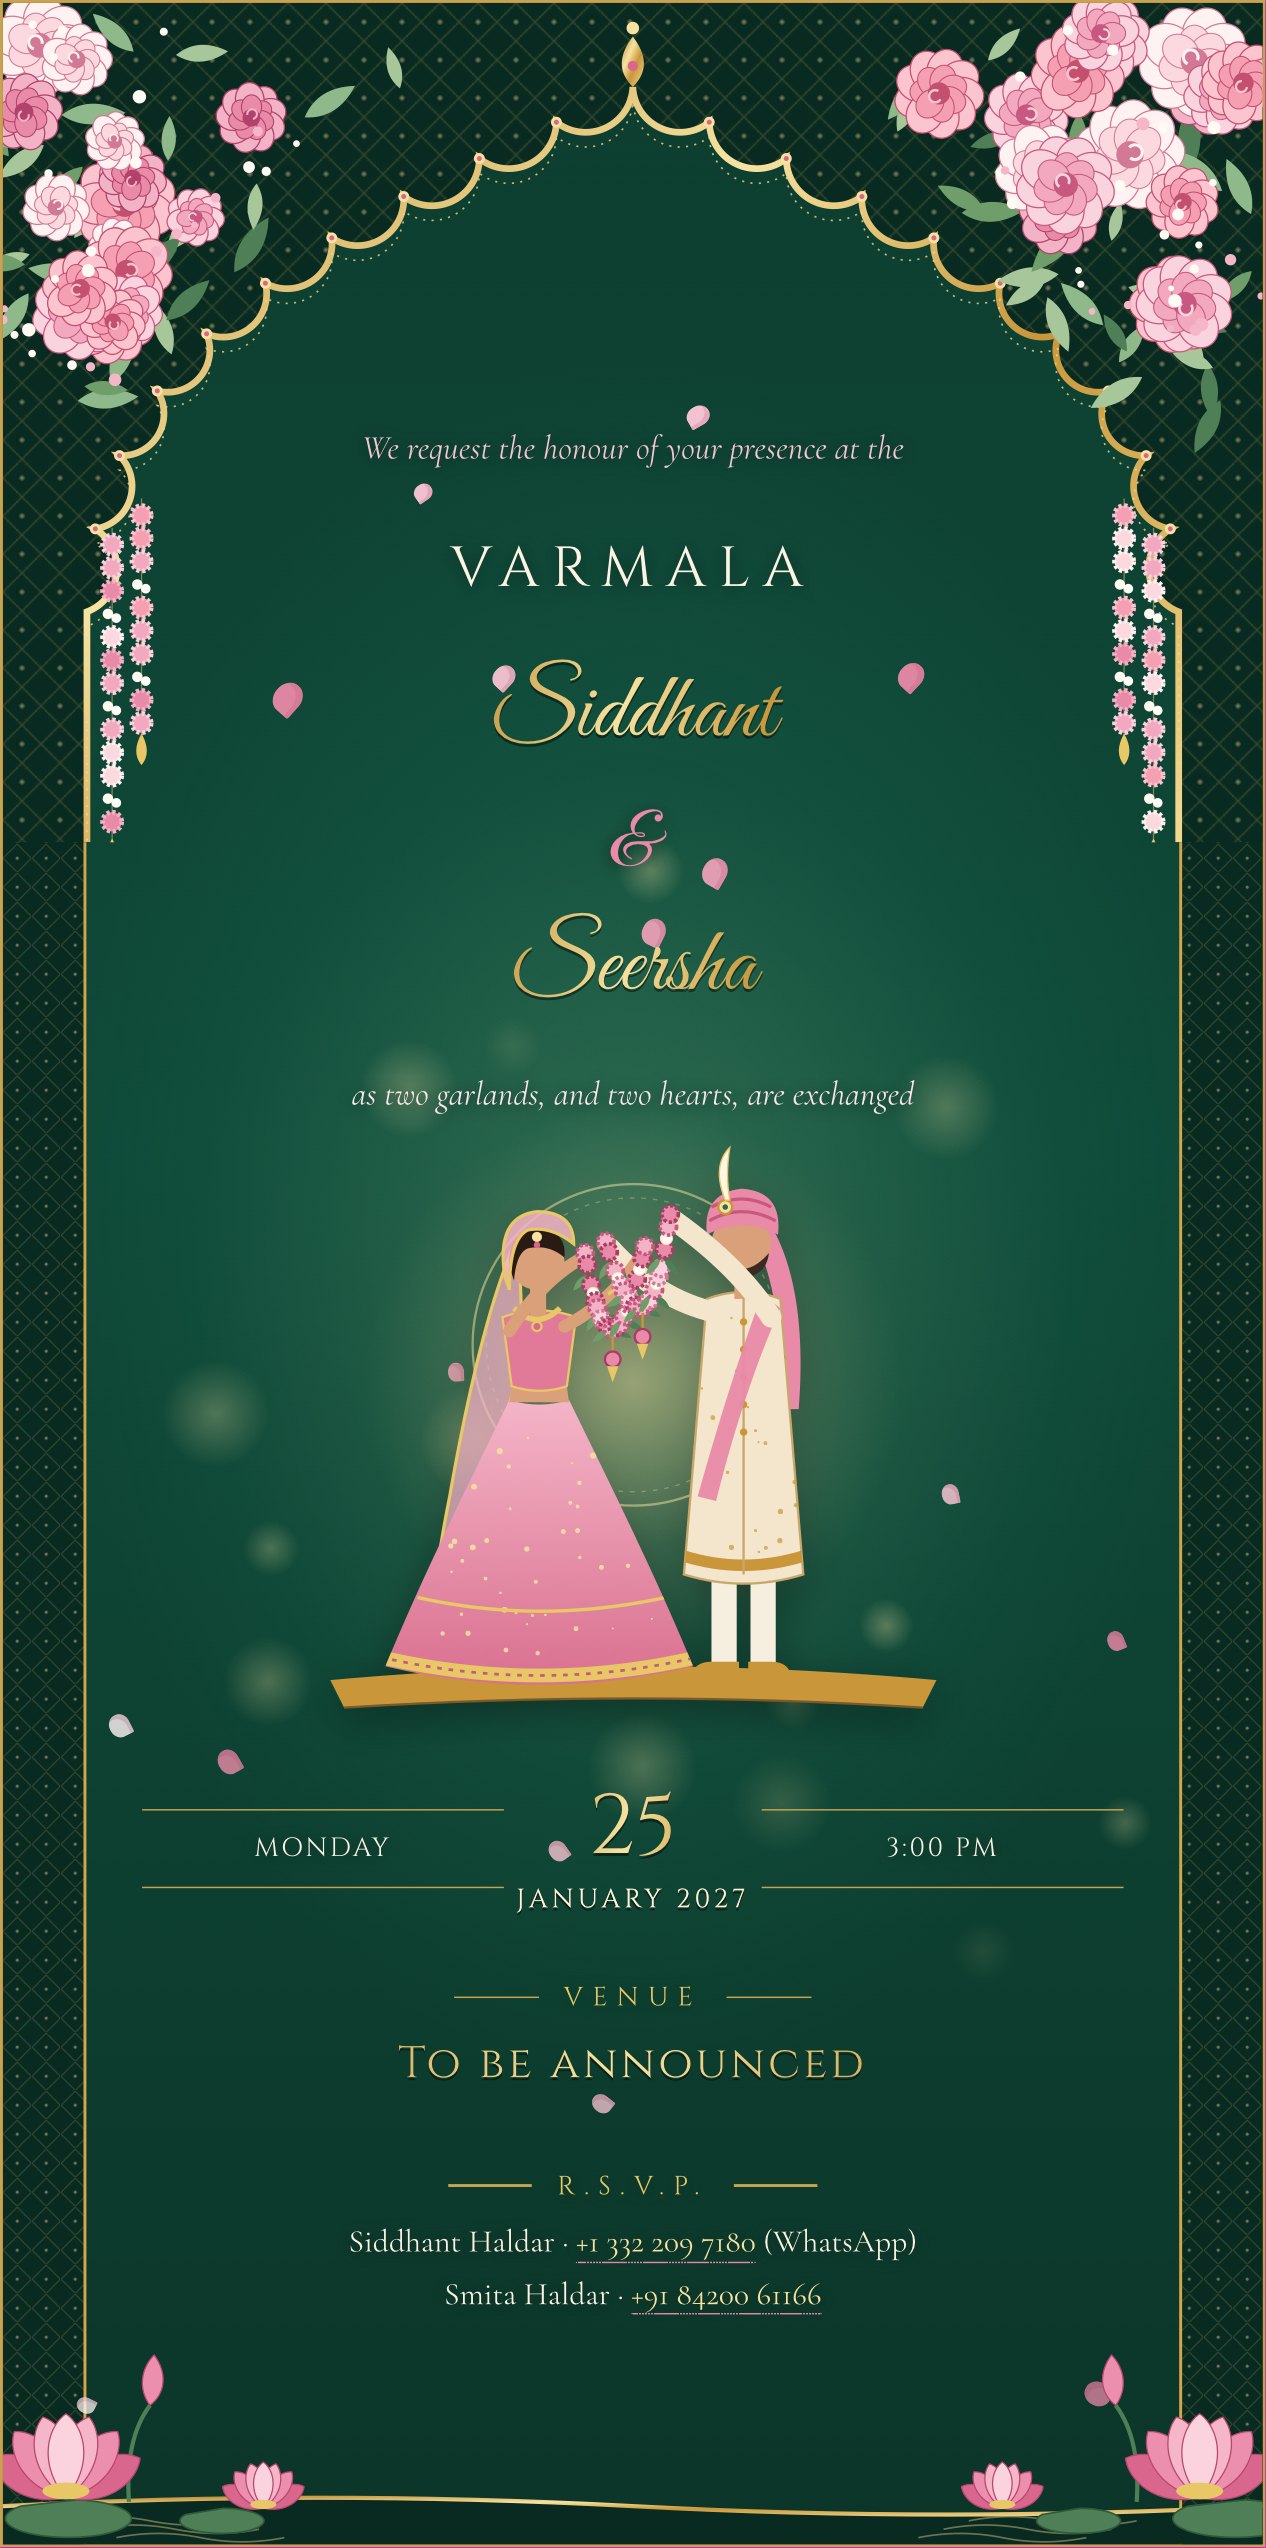 We request the honour of your presence at the
VARMALA
Siddhant
&
Seersha
as two garlands, and two hearts, are exchanged
MONDAY
25
JANUARY 2027
3:00 PM
VENUE
TO BE ANNOUNCED
R.S.V.P.
Siddhant Haldar · +1 332 209 7180 (WhatsApp)
Smita Haldar · +91 84200 61166